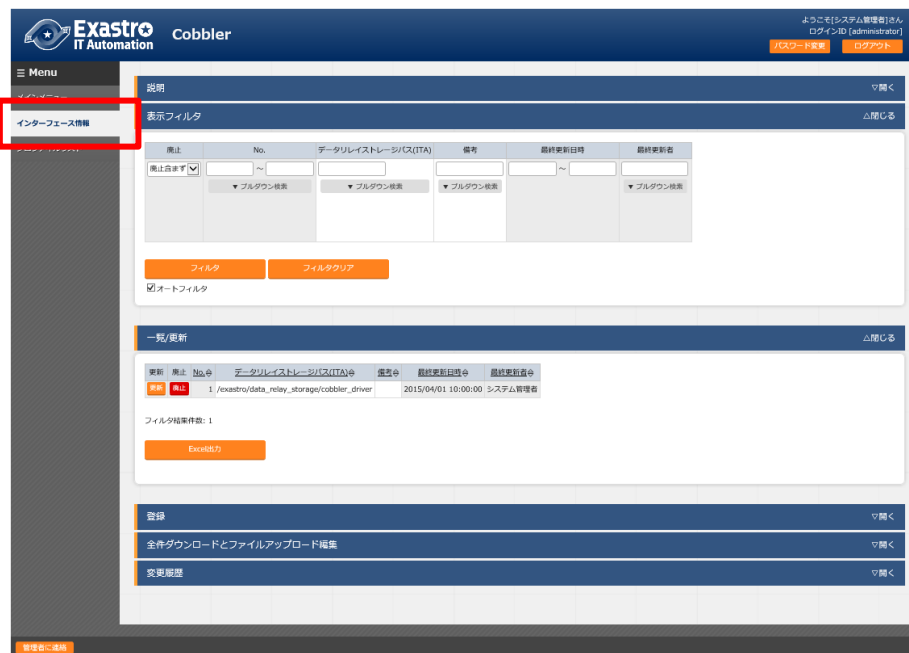 Exastro
IT Automation
Cobbler
ようこそ[システム管理者]さん
ログインID [administrator]
パスワード変更
ログアウト
☰ Menu
メインメニュー
インターフェース情報
説明
▽開く
表示フィルタ
△閉じる
廃止 No. データリレイストレージパス(ITA) 備考 最終更新日時 最終更新者
廃止含まず ～ ～
▼ プルダウン検索 ▼ プルダウン検索 ▼ プルダウン検索 ▼ プルダウン検索
フィルタ
フィルタクリア
オートフィルタ
一覧/更新
△閉じる
更新 廃止 No. データリレイストレージパス(ITA) 備考 最終更新日時 最終更新者
更新 廃止 1 /exastro/data_relay_storage/cobbler_driver 2015/04/01 10:00:00 システム管理者
フィルタ結果件数: 1
Excel出力
登録
▽開く
全件ダウンロードとファイルアップロード編集
▽開く
変更履歴
▽開く
管理者に連絡